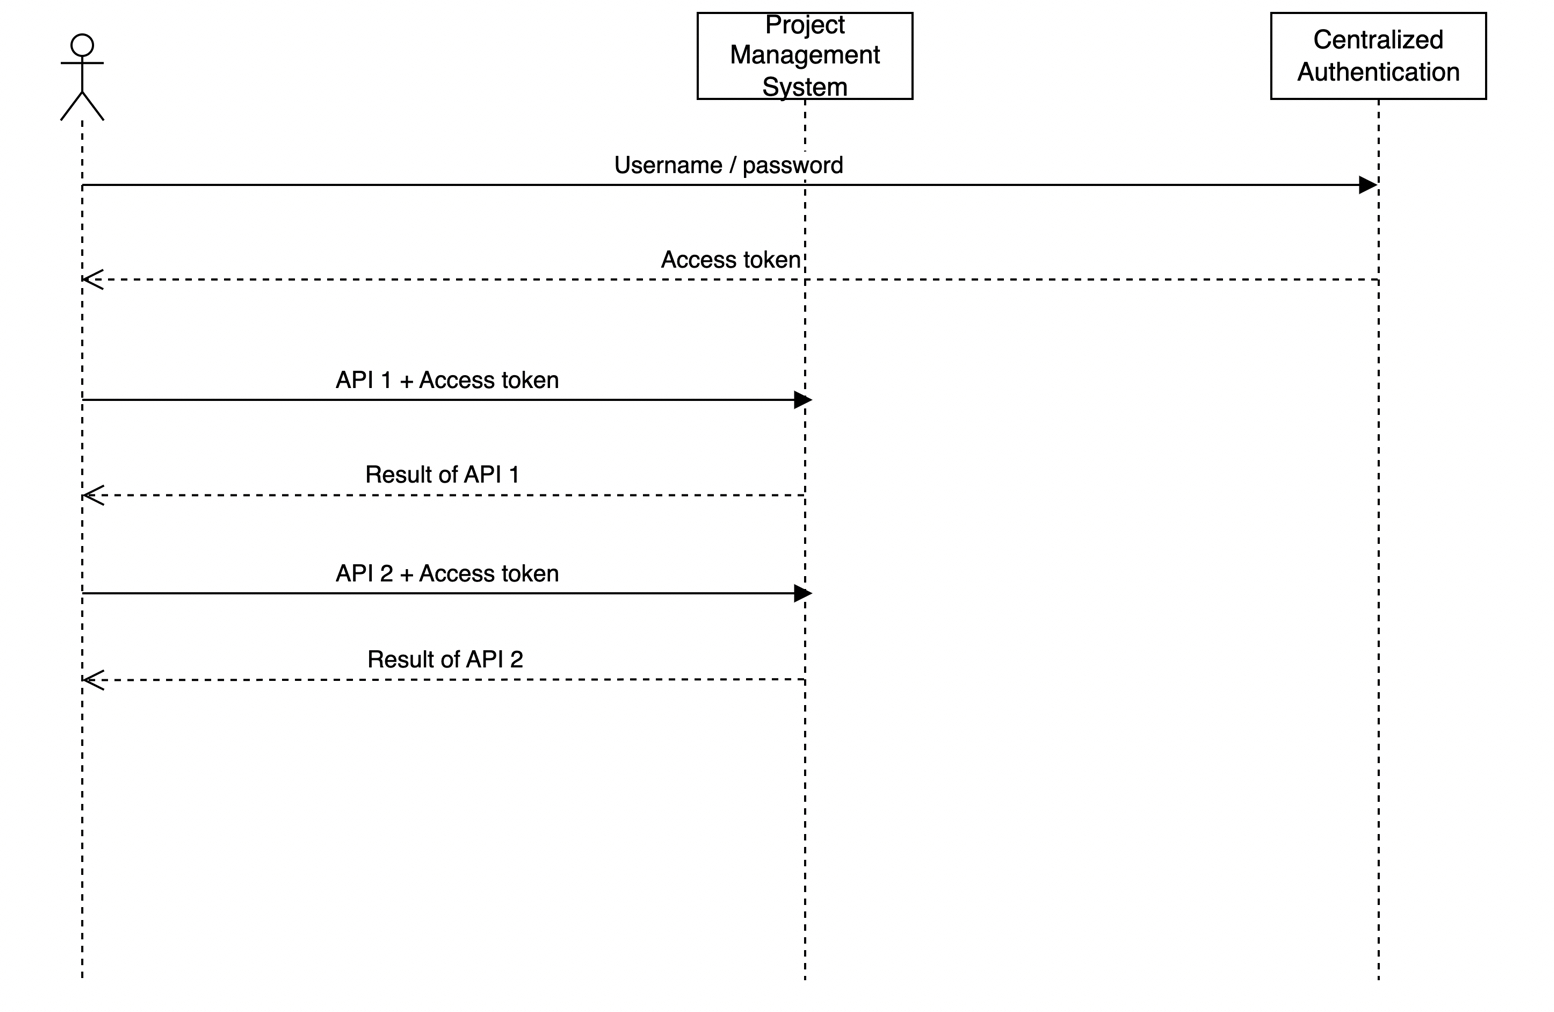 Project
Management
System
Centralized
Authentication
Username / password
Access token
API 1 + Access token
Result of API 1
API 2 + Access token
Result of API 2